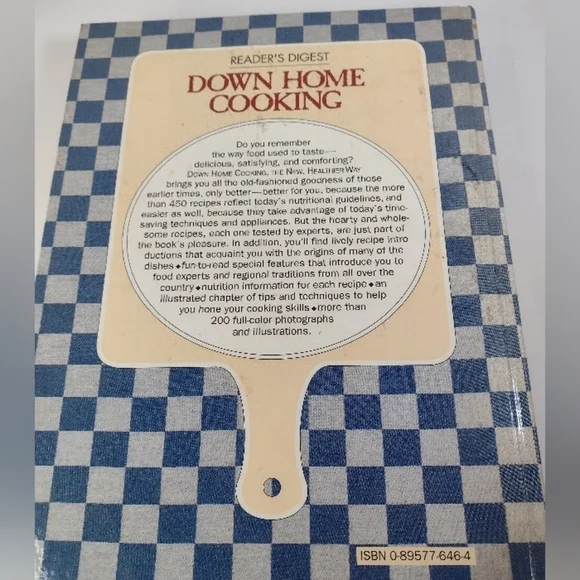 READER'S DIGEST
DOWN HOME
COOKING
Do you remember
the way food used to taste—
delicious, satisfying, and comforting?
DOWN HOME COOKING, THE NEW, HEALTHIER WAY
brings you all the old-fashioned goodness of those
earlier times, only better—better for you, because the more
than 450 recipes reflect today's nutritional guidelines, and
easier as well, because they take advantage of today's time-
saving techniques and appliances. But the hearty and whole-
some recipes, each one tested by experts, are just part of
the book's pleasure. In addition, you'll find lively recipe intro
ductions that acquaint you with the origins of many of the
dishes ◆ fun-to-read special features that introduce you to
food experts and regional traditions from all over the
country ◆ nutrition information for each recipe ◆ an
illustrated chapter of tips and techniques to help
you hone your cooking skills ◆ more than
200 full-color photographs
and illustrations.
ISBN 0-89577-646-4